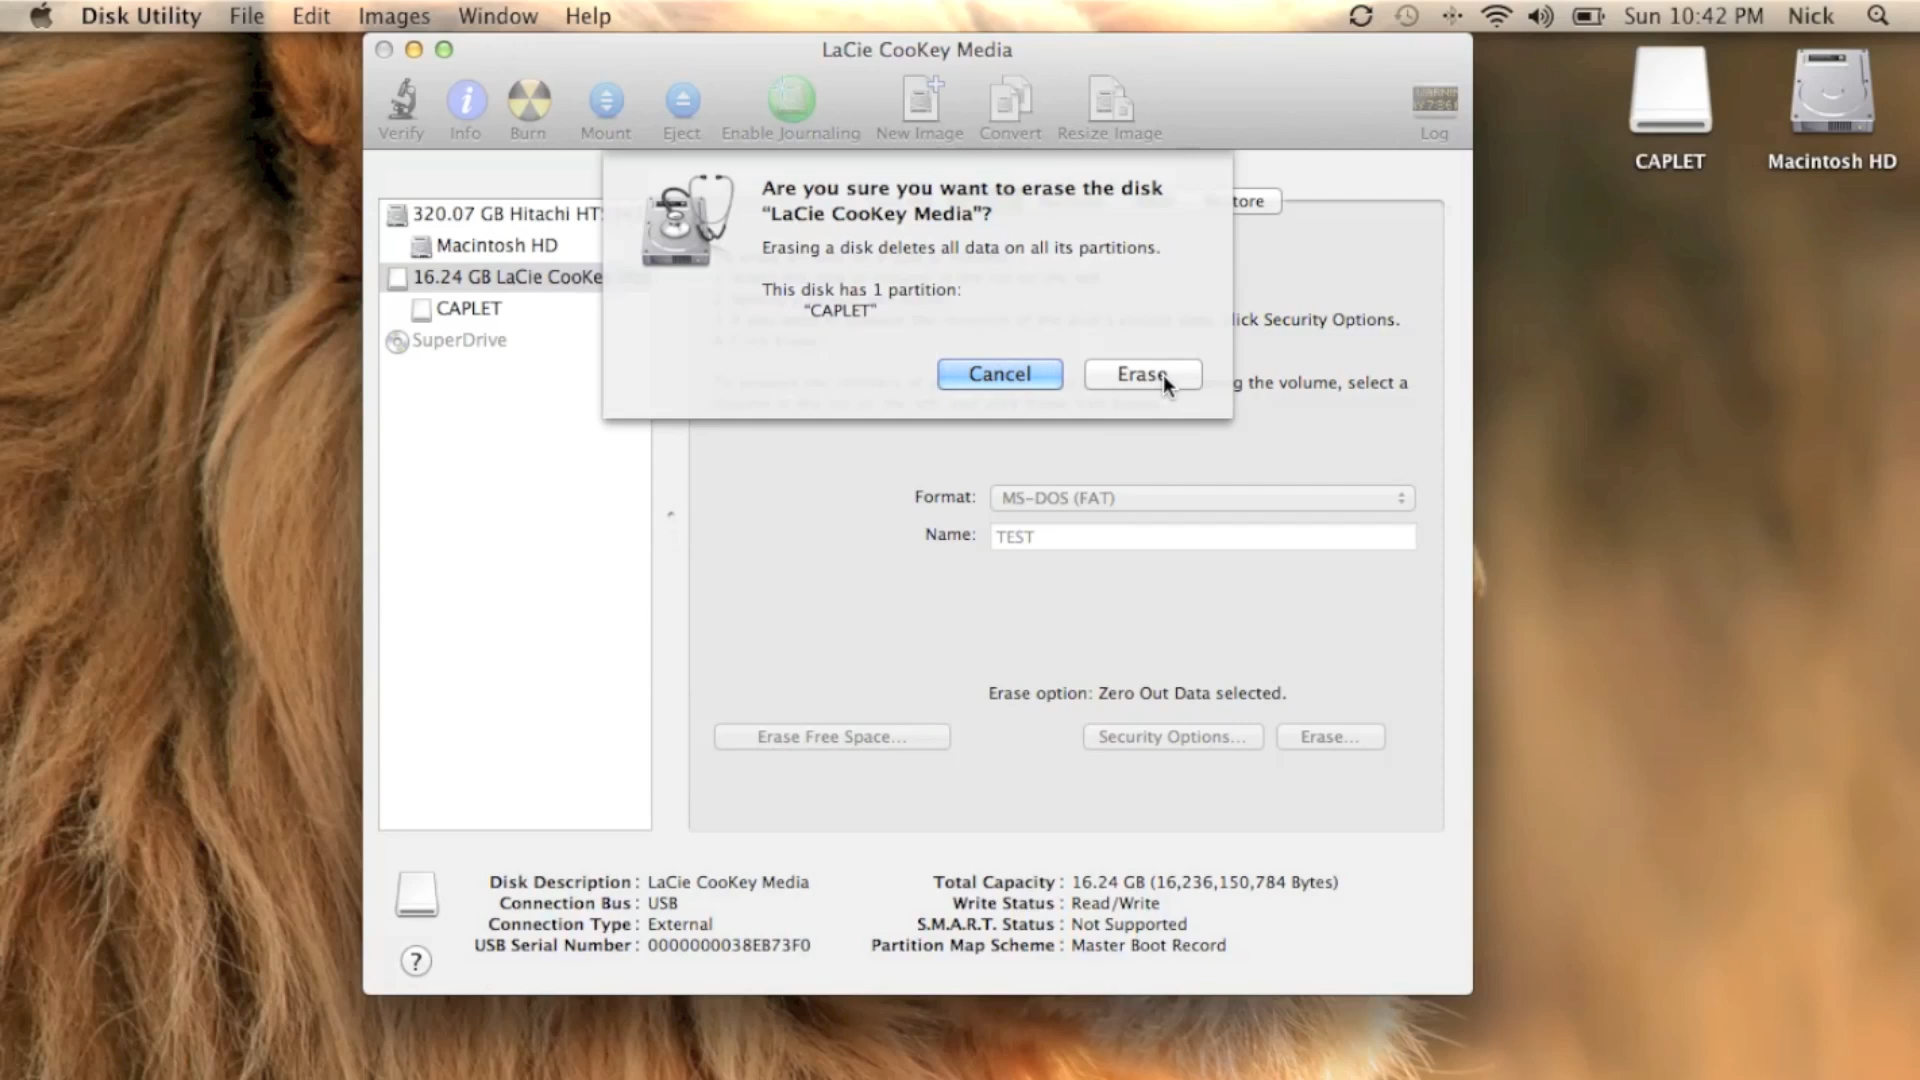 Disk Utility File Edit Images Window Help Sun 10:42 PM Nick
LaCie CooKey Media
Verify Info Burn Mount Eject Enable Journaling New Image Convert Resize Image Log
CAPLET Macintosh HD
Are you sure you want to erase the disk
“LaCie CooKey Media”?
Erasing a disk deletes all data on all its partitions.
This disk has 1 partition:
“CAPLET”
Cancel Erase
320.07 GB Hitachi HT
Macintosh HD
16.24 GB LaCie CooKe
CAPLET
SuperDrive
tore
lick Security Options.
g the volume, select a
Format: MS-DOS (FAT)
Name: TEST
Erase option: Zero Out Data selected.
Erase Free Space... Security Options... Erase...
Disk Description : LaCie CooKey Media
Connection Bus : USB
Connection Type : External
USB Serial Number : 0000000038EB73F0
Total Capacity : 16.24 GB (16,236,150,784 Bytes)
Write Status : Read/Write
S.M.A.R.T. Status : Not Supported
Partition Map Scheme : Master Boot Record
?